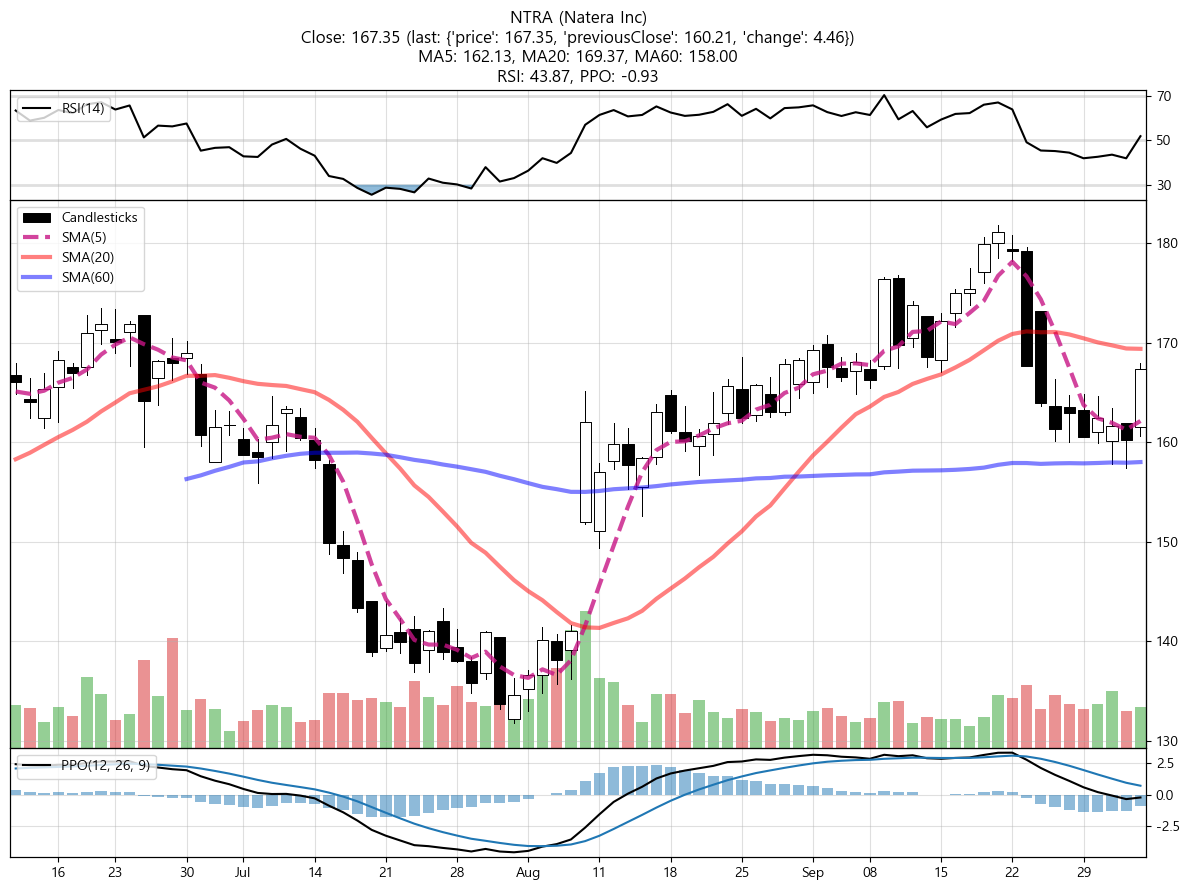 NTRA (Natera Inc)
Close: 167.35 (last: {'price': 167.35, 'previousClose': 160.21, 'change': 4.46})
MA5: 162.13, MA20: 169.37, MA60: 158.00
RSI: 43.87, PPO: -0.93
RSI(14)
70
50
30
Candlesticks
SMA(5)
SMA(20)
SMA(60)
180
170
160
150
140
130
PPO(12, 26, 9)
2.5
0.0
-2.5
16 23 30 Jul 14 21 28 Aug 11 18 25 Sep 08 15 22 29